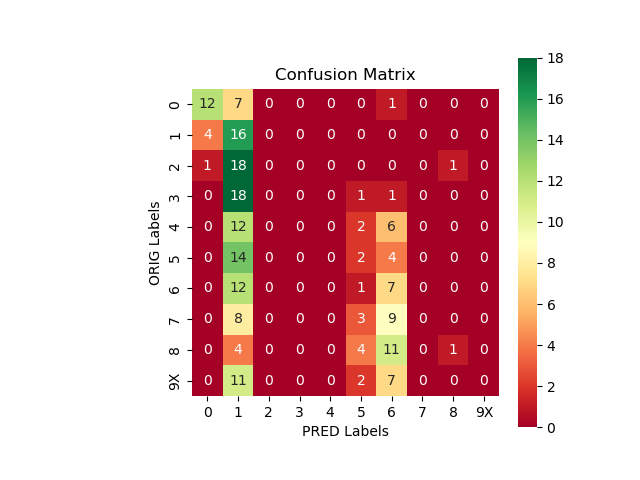 Confusion Matrix
ORIG Labels
0 12 7 0 0 0 0 1 0 0 0
1 4 16 0 0 0 0 0 0 0 0
2 1 18 0 0 0 0 0 0 1 0
3 0 18 0 0 0 1 1 0 0 0
4 0 12 0 0 0 2 6 0 0 0
5 0 14 0 0 0 2 4 0 0 0
6 0 12 0 0 0 1 7 0 0 0
7 0 8 0 0 0 3 9 0 0 0
8 0 4 0 0 0 4 11 0 1 0
9X 0 11 0 0 0 2 7 0 0 0
0 1 2 3 4 5 6 7 8 9X
PRED Labels
18
16
14
12
10
8
6
4
2
0